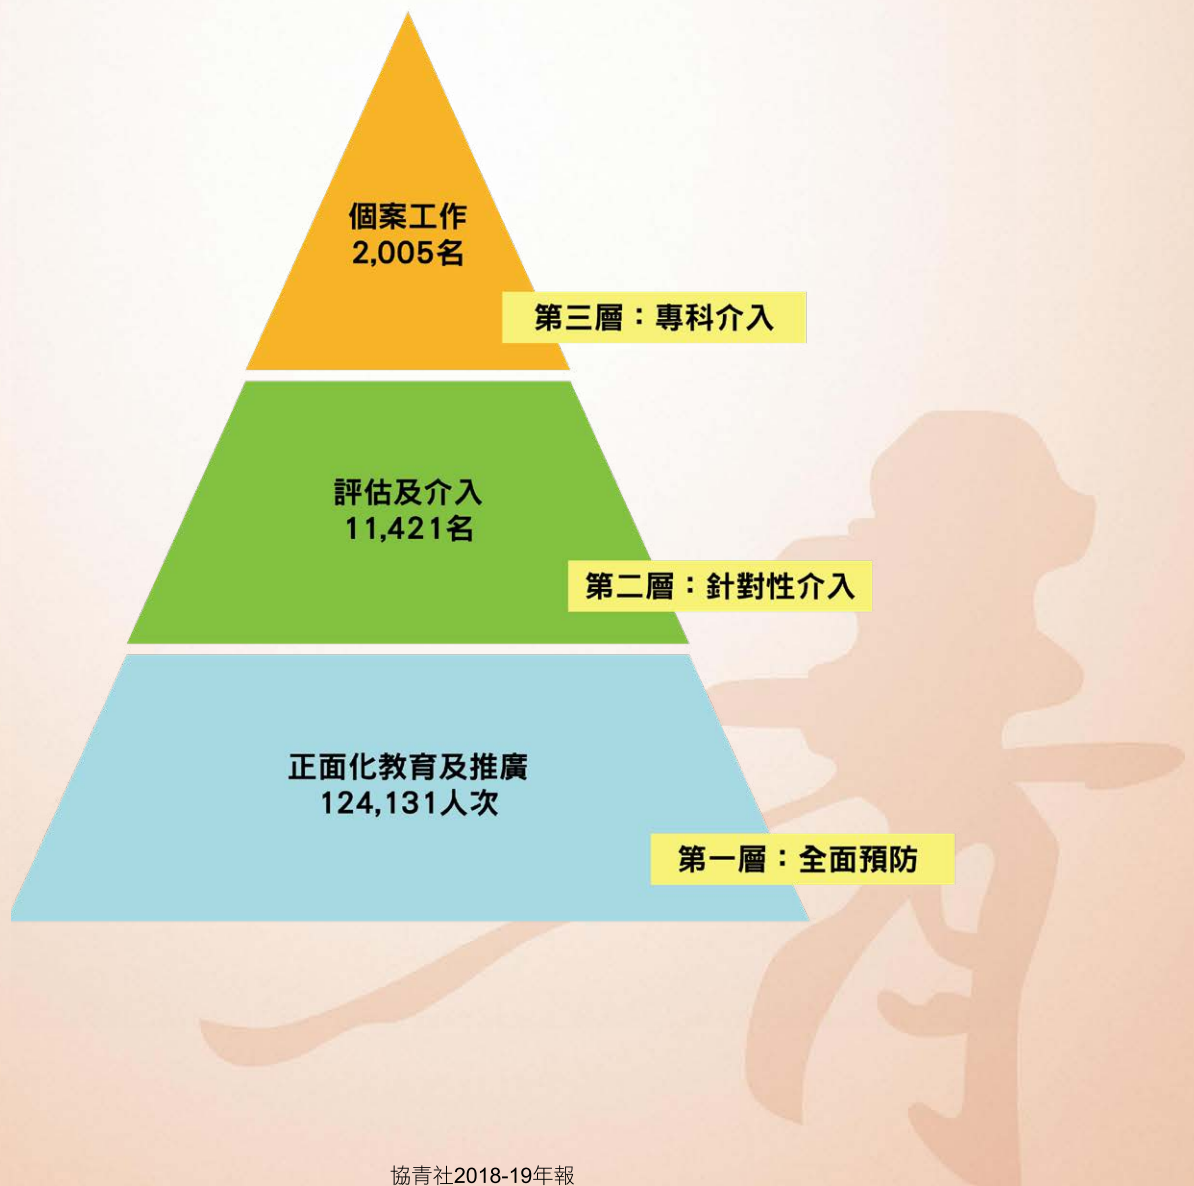 個案工作
2,005名
第三層：專科介入
評估及介入
11,421名
第二層：針對性介入
正面化教育及推廣
124,131人次
第一層：全面預防
協青社2018-19年報